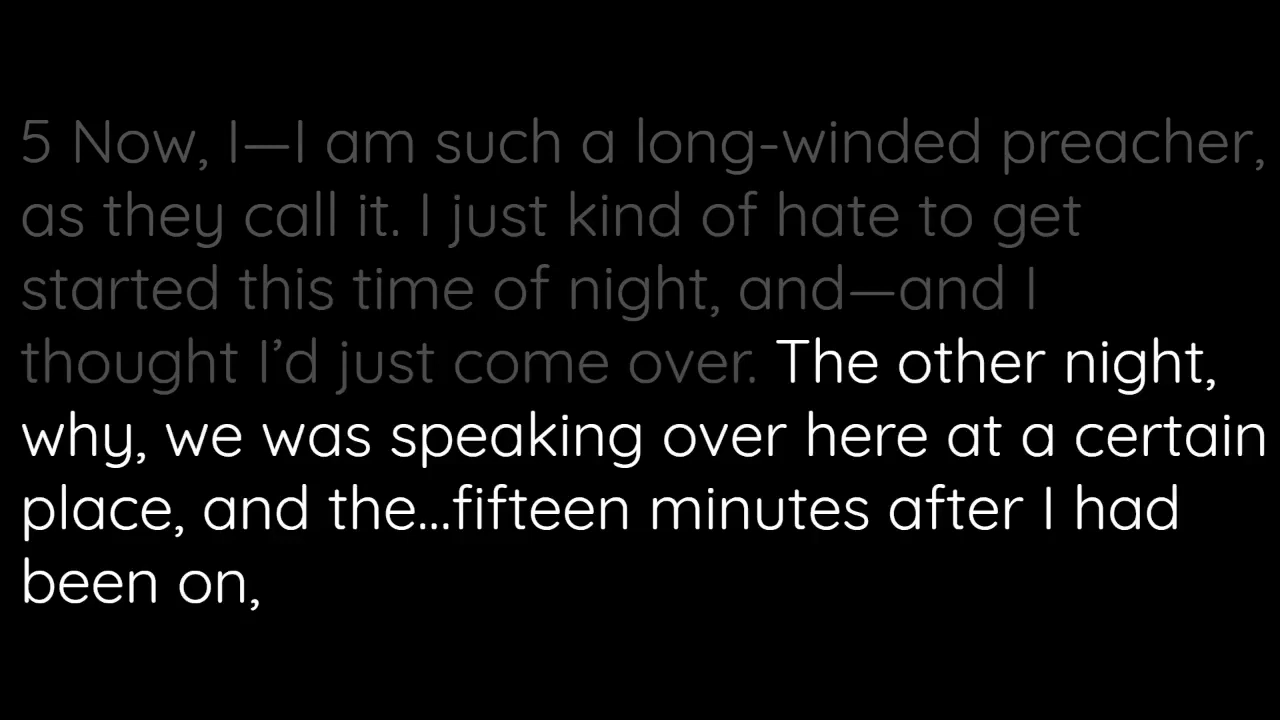 5 Now, I—I am such a long-winded preacher,
as they call it. I just kind of hate to get
started this time of night, and—and I
thought I’d just come over. The other night,
why, we was speaking over here at a certain
place, and the...fifteen minutes after I had
been on,